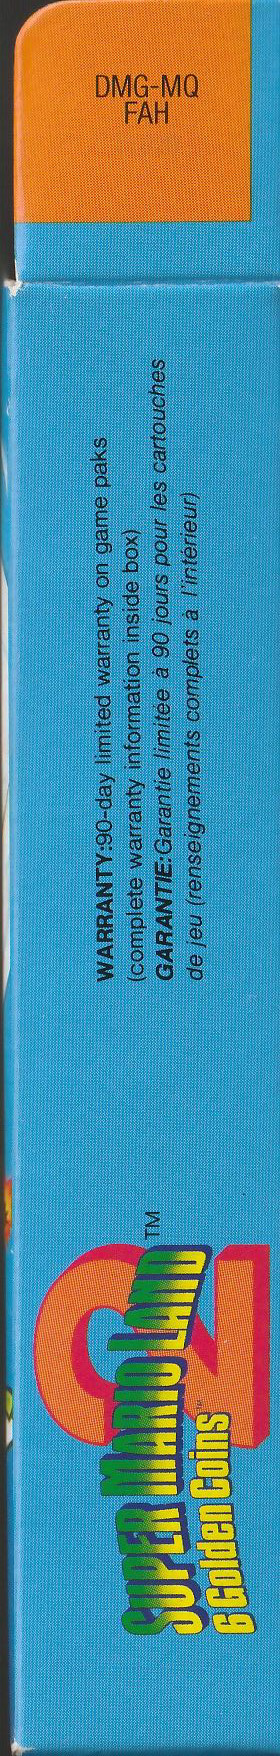 DMG-MQ
FAH
WARRANTY:90-day limited warranty on game paks
(complete warranty information inside box)
GARANTIE:Garantie limitée à 90 jours pour les cartouches
de jeu (renseignements complets à l'intérieur)
2
SUPER MARIO LAND TM
6 Golden Coins™